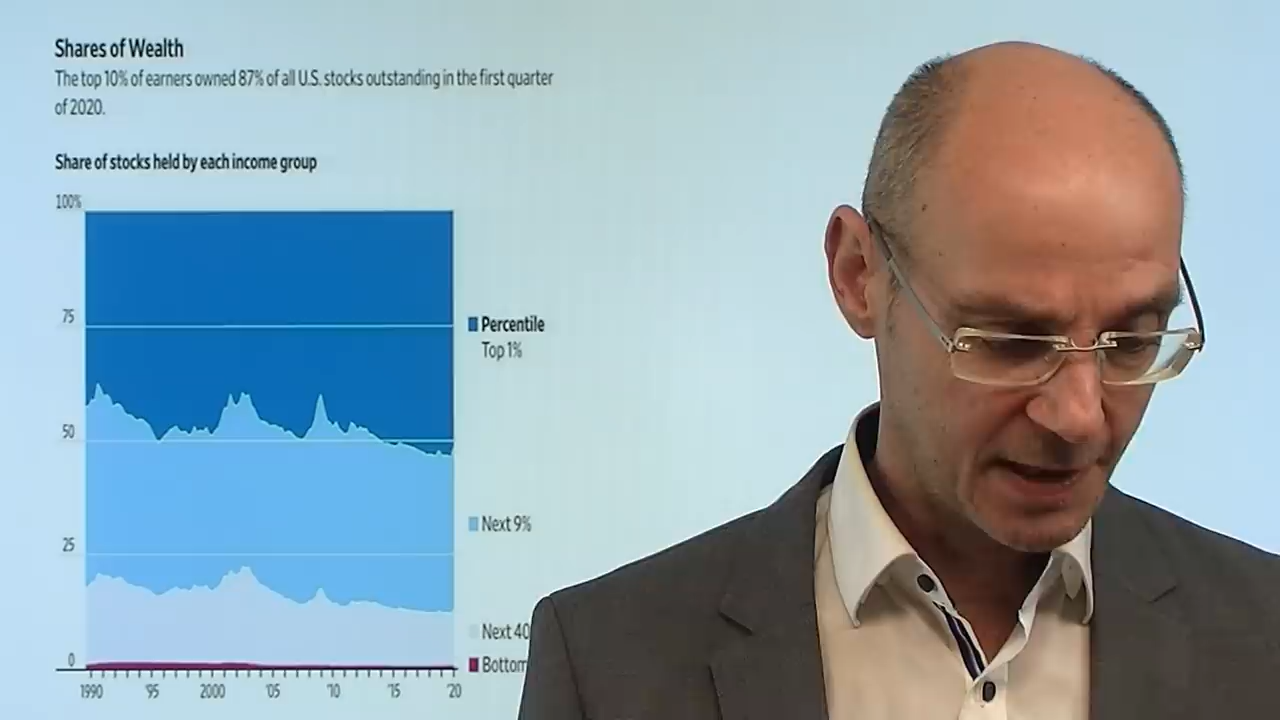 Shares of Wealth
The top 10% of earners owned 87% of all U.S. stocks outstanding in the first quarter
of 2020.
Share of stocks held by each income group
100%
75
50
25
0
1990 '95 2000 '05 '10 '15 '20
Percentile
Top 1%
Next 9%
Next 40
Bottom